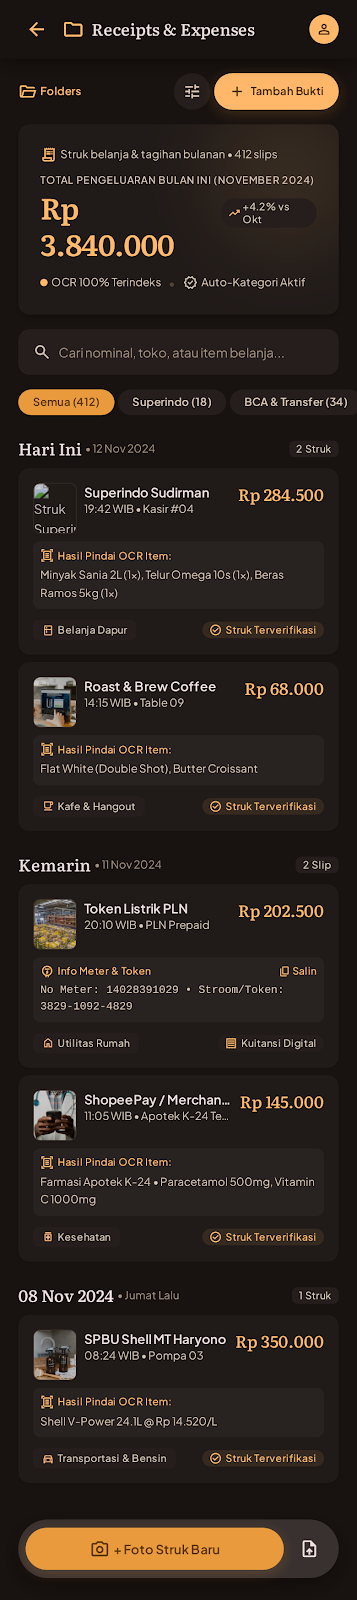 Receipts & Expenses
Folders
+ Tambah Bukti
Struk belanja & tagihan bulanan • 412 slips
TOTAL PENGELUARAN BULAN INI (NOVEMBER 2024)
Rp
3.840.000
+4.2% vs
Okt
OCR 100% Terindeks
Auto-Kategori Aktif
Cari nominal, toko, atau item belanja...
Semua (412)
Superindo (18)
BCA & Transfer (34)
Hari Ini • 12 Nov 2024
2 Struk
Struk
Superin
Superindo Sudirman
Rp 284.500
19:42 WIB • Kasir #04
Hasil Pindai OCR Item:
Minyak Sania 2L (1x), Telur Omega 10s (1x), Beras
Ramos 5kg (1x)
Belanja Dapur
Struk Terverifikasi
Roast & Brew Coffee
Rp 68.000
14:15 WIB • Table 09
Hasil Pindai OCR Item:
Flat White (Double Shot), Butter Croissant
Kafe & Hangout
Struk Terverifikasi
Kemarin • 11 Nov 2024
2 Slip
Token Listrik PLN
Rp 202.500
20:10 WIB • PLN Prepaid
Info Meter & Token
Salin
No Meter: 14028391029 • Stroom/Token:
3829-1092-4829
Utilitas Rumah
Kuitansi Digital
ShopeePay / Merchan...
Rp 145.000
11:05 WIB • Apotek K-24 Te...
Hasil Pindai OCR Item:
Farmasi Apotek K-24 • Paracetamol 500mg, Vitamin
C 1000mg
Kesehatan
Struk Terverifikasi
08 Nov 2024 • Jumat Lalu
1 Struk
SPBU Shell MT Haryono
Rp 350.000
08:24 WIB • Pompa 03
Hasil Pindai OCR Item:
Shell V-Power 24.1L @ Rp 14.520/L
Transportasi & Bensin
Struk Terverifikasi
+ Foto Struk Baru